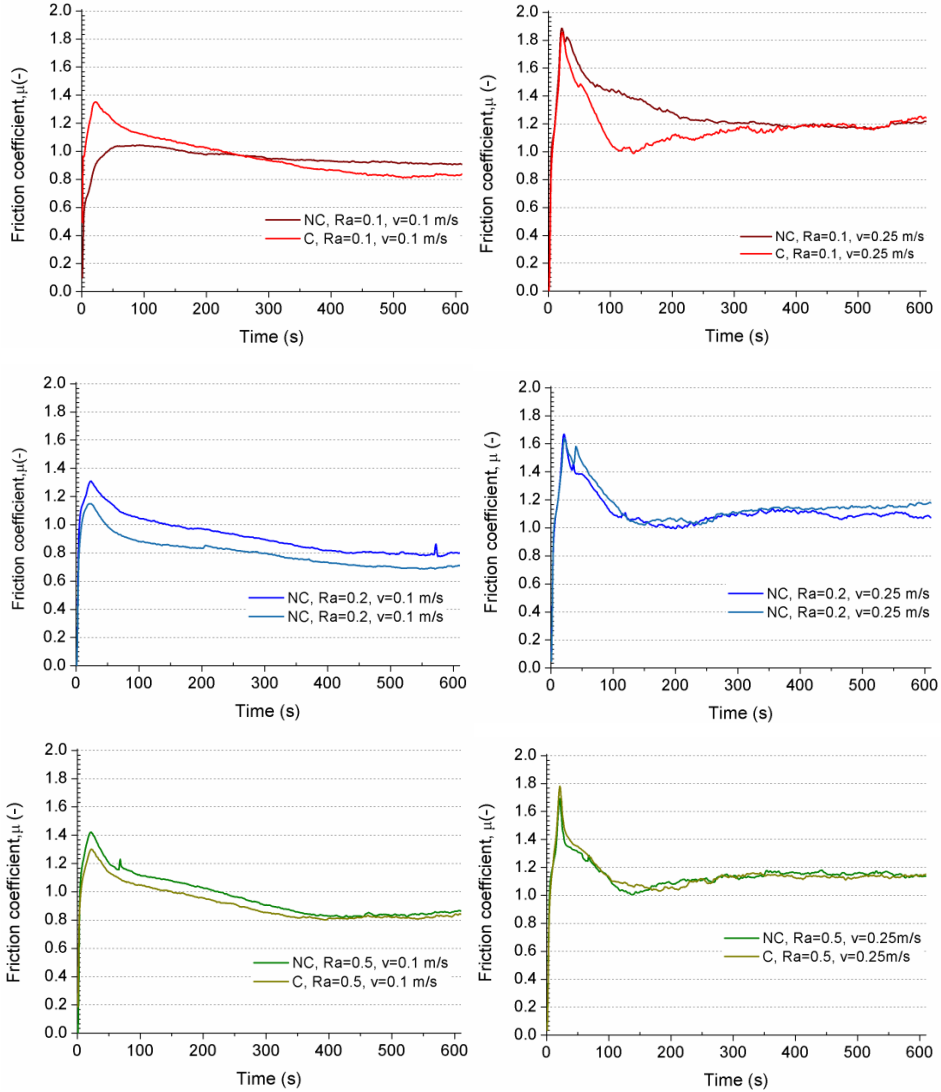 2.0
1.8
1.6
1.4
1.2
1.0
0.8
0.6
0.4
0.2
0.0
Friction coefficient,μ(-)
NC, Ra=0.1, v=0.1 m/s
C, Ra=0.1, v=0.1 m/s
0 100 200 300 400 500 600
Time (s)
2.0
1.8
1.6
1.4
1.2
1.0
0.8
0.6
0.4
0.2
0.0
Friction coefficient,μ (-)
NC, Ra=0.1, v=0.25 m/s
C, Ra=0.1, v=0.25 m/s
0 100 200 300 400 500 600
Time (s)
2.0
1.8
1.6
1.4
1.2
1.0
0.8
0.6
0.4
0.2
0.0
Friction coefficient,μ(-)
NC, Ra=0.2, v=0.1 m/s
NC, Ra=0.2, v=0.1 m/s
0 100 200 300 400 500 600
Time (s)
2.0
1.8
1.6
1.4
1.2
1.0
0.8
0.6
0.4
0.2
0.0
Friction coefficient, μ (-)
NC, Ra=0.2, v=0.25 m/s
NC, Ra=0.2, v=0.25 m/s
0 100 200 300 400 500 600
Time (s)
2.0
1.8
1.6
1.4
1.2
1.0
0.8
0.6
0.4
0.2
0.0
Friction coefficient,μ (-)
NC, Ra=0.5, v=0.1 m/s
C, Ra=0.5, v=0.1 m/s
0 100 200 300 400 500 600
Time (s)
2.0
1.8
1.6
1.4
1.2
1.0
0.8
0.6
0.4
0.2
0.0
Friction coefficient, μ(-)
NC, Ra=0.5, v=0.25m/s
C, Ra=0.5, v=0.25m/s
0 100 200 300 400 500 600
Time (s)